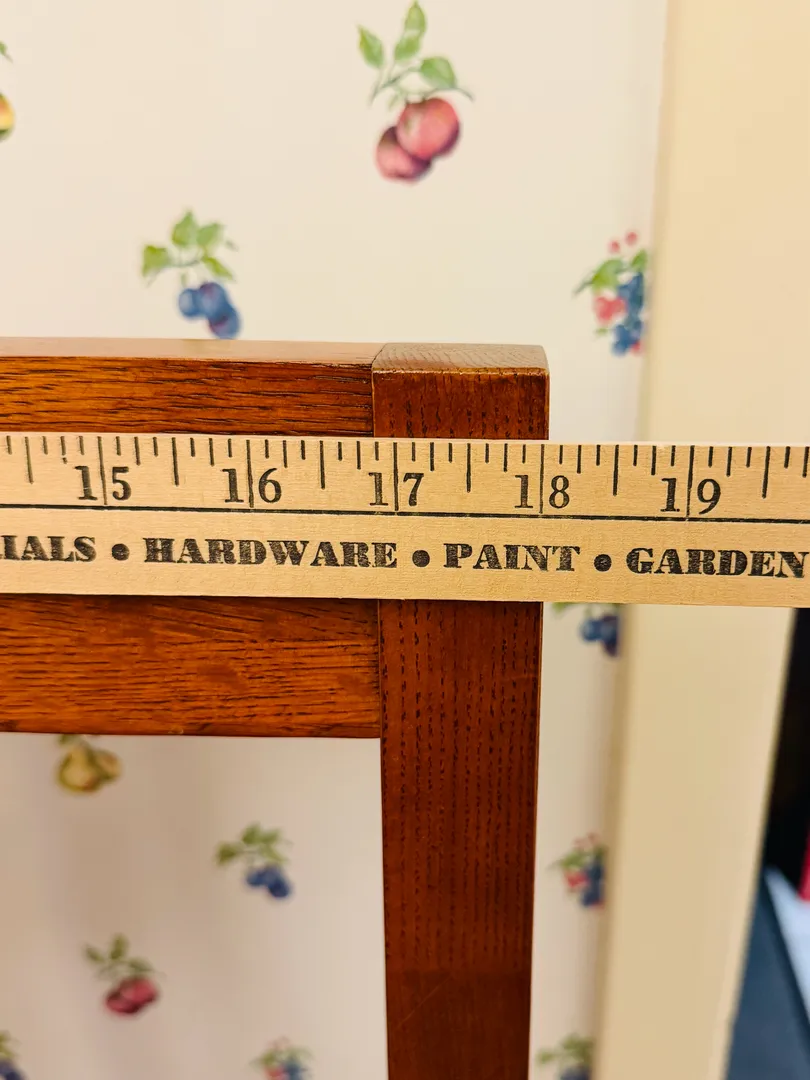 15 16 17 18 19
IALS • HARDWARE • PAINT • GARDEN